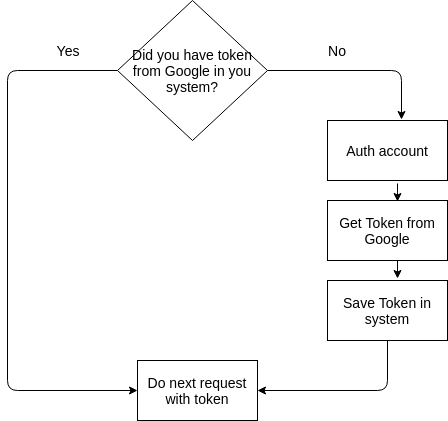 Yes
Did you have token
from Google in you
system?
No
Auth account
Get Token from
Google
Save Token in
system
Do next request
with token